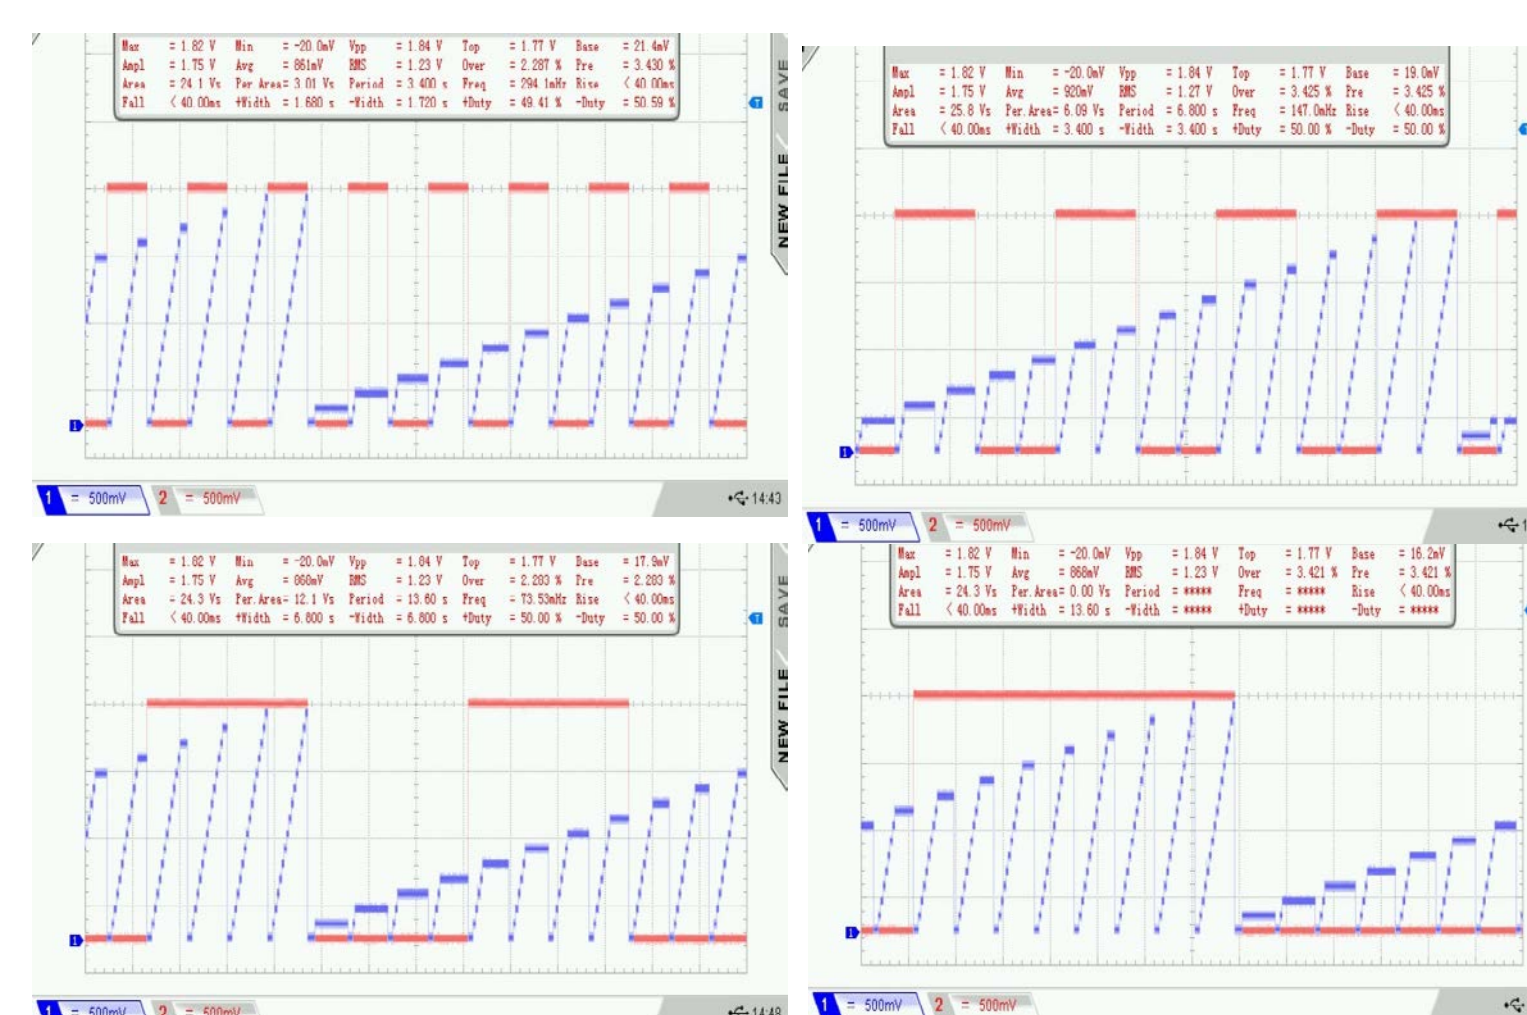 Max = 1.82 V Min = -20.0mV Vpp = 1.84 V Top = 1.77 V Base = 21.4mV
Ampl = 1.75 V Avg = 861mV RMS = 1.23 V Over = 2.287 % Pre = 3.430 %
Area = 24.1 Vs Per Area= 3.01 Vs Period = 3.400 s Freq = 294.1mHz Rise < 40.00ms
Fall < 40.00ms +Width = 1.680 s -Width = 1.720 s +Duty = 49.41 % -Duty = 50.59 %
T
SAVE
NEW FILE
1
1 = 500mV 2 = 500mV 14:43
Max = 1.82 V Min = -20.0mV Vpp = 1.84 V Top = 1.77 V Base = 19.0mV
Ampl = 1.75 V Avg = 920mV RMS = 1.27 V Over = 3.425 % Pre = 3.425 %
Area = 25.8 Vs Per.Area= 6.09 Vs Period = 6.800 s Freq = 147.0mHz Rise < 40.00ms
Fall < 40.00ms +Width = 3.400 s -Width = 3.400 s +Duty = 50.00 % -Duty = 50.00 %
1
1 = 500mV 2 = 500mV 1
Max = 1.82 V Min = -20.0mV Vpp = 1.84 V Top = 1.77 V Base = 17.9mV
Ampl = 1.75 V Avg = 868mV RMS = 1.23 V Over = 2.283 % Pre = 2.283 %
Area = 24.3 Vs Per.Area= 12.1 Vs Period = 13.60 s Freq = 73.53mHz Rise < 40.00ms
Fall < 40.00ms +Width = 6.800 s -Width = 6.800 s +Duty = 50.00 % -Duty = 50.00 %
T
SAVE
NEW FILE
1
1 = 500mV 2 = 500mV 14:48
Max = 1.82 V Min = -20.0mV Vpp = 1.84 V Top = 1.77 V Base = 16.2mV
Ampl = 1.75 V Avg = 868mV RMS = 1.23 V Over = 3.421 % Pre = 3.421 %
Area = 24.3 Vs Per.Area= 0.00 Vs Period = ***** Freq = ***** Rise < 40.00ms
Fall < 40.00ms +Width = 13.60 s -Width = ***** +Duty = ***** -Duty = *****
1
1 = 500mV 2 = 500mV